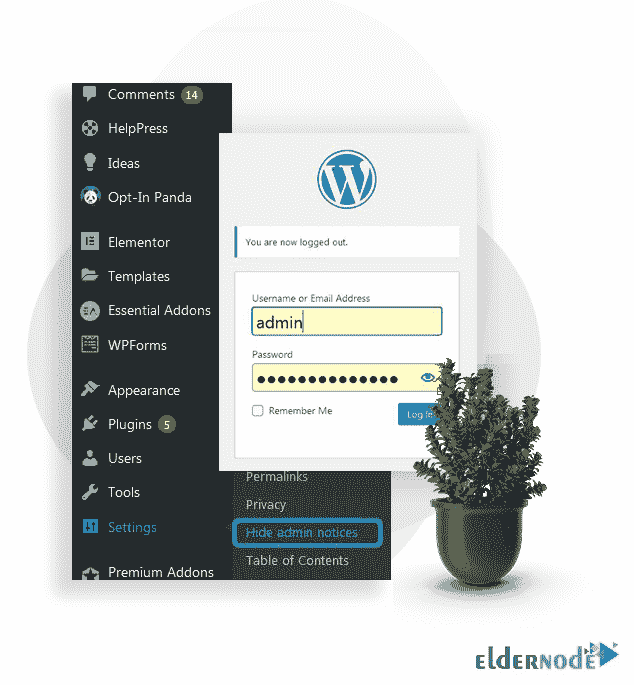 Comments 14
HelpPress
Ideas
Opt-In Panda
Elementor
Templates
Essential Addons
WPForms
Appearance
Plugins 5
Users
Tools
Settings
Premium Addons
W
You are now logged out.
Username or Email Address
admin
Password
Remember Me
Log In
Permalinks
Privacy
Hide admin notices
Table of Contents
eldernode